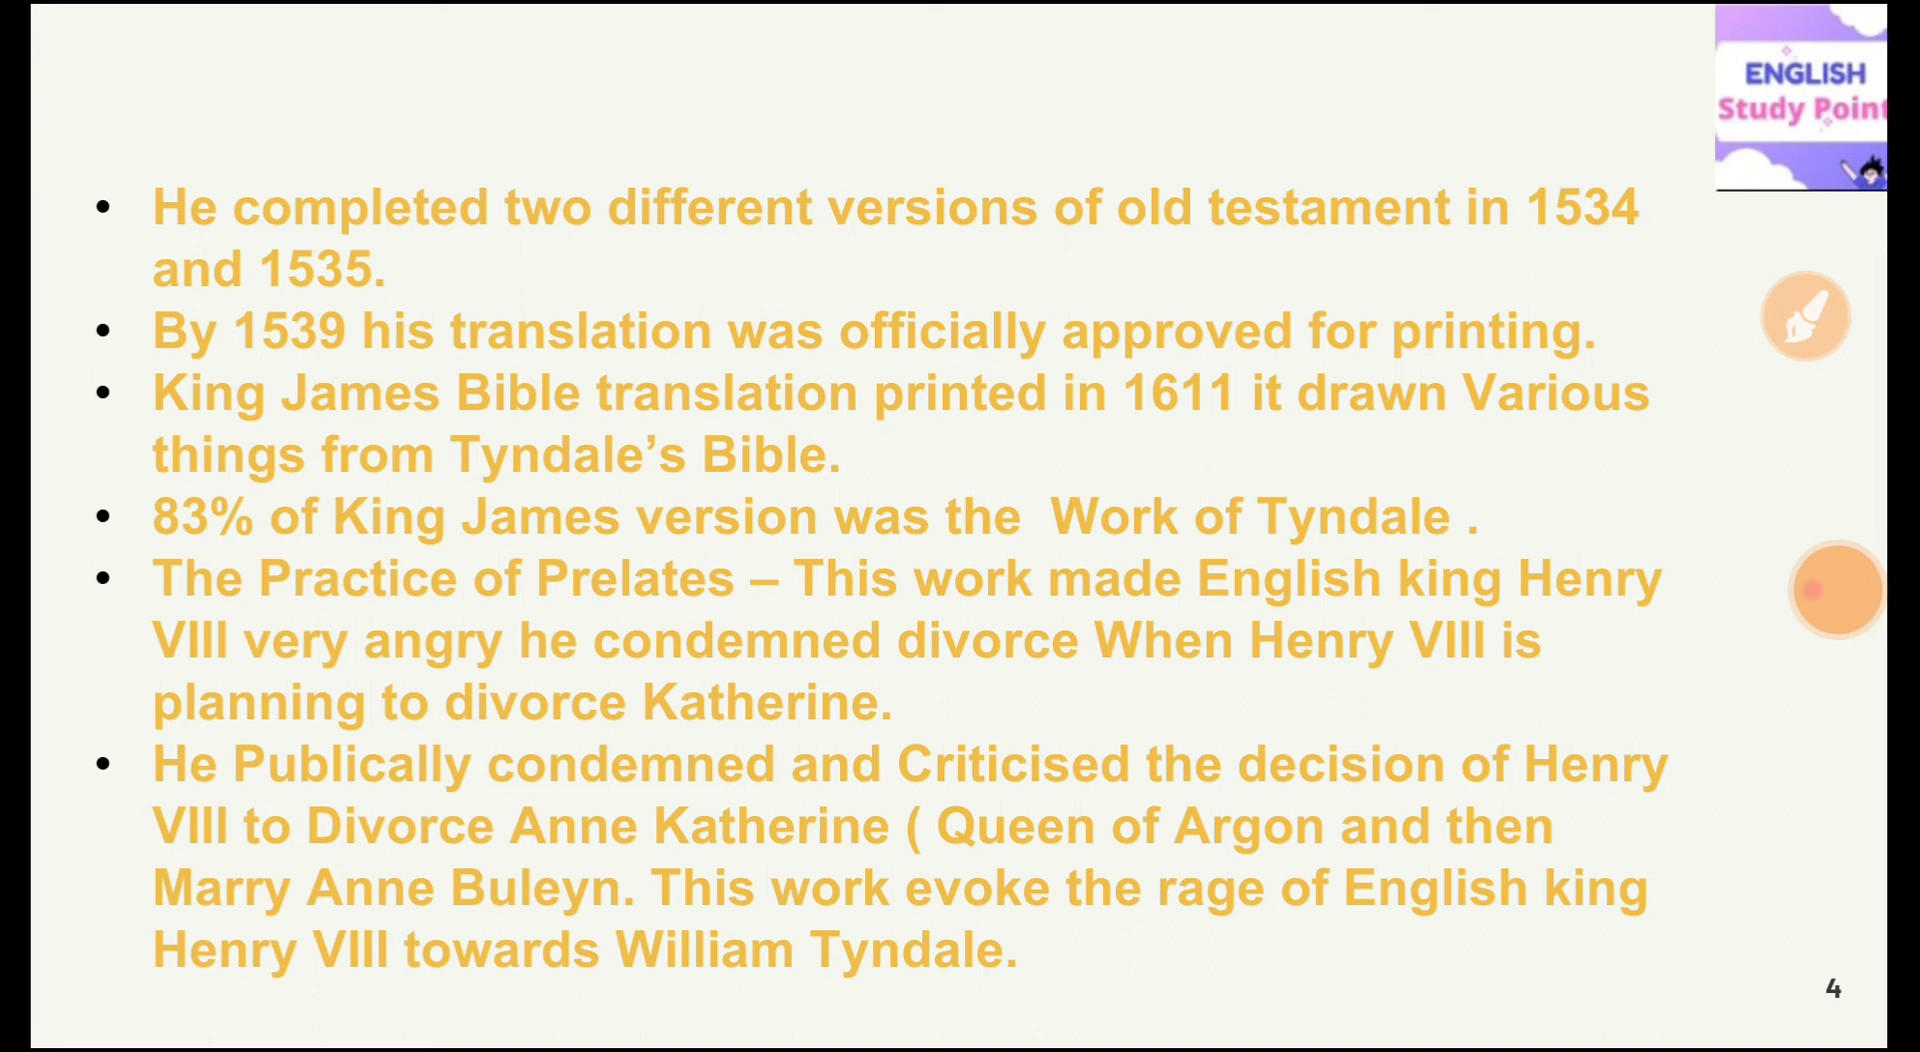 ENGLISH
Study Point
• He completed two different versions of old testament in 1534
and 1535.
• By 1539 his translation was officially approved for printing.
• King James Bible translation printed in 1611 it drawn Various
things from Tyndale’s Bible.
• 83% of King James version was the  Work of Tyndale .
• The Practice of Prelates – This work made English king Henry
VIII very angry he condemned divorce When Henry VIII is
planning to divorce Katherine.
• He Publically condemned and Criticised the decision of Henry
VIII to Divorce Anne Katherine ( Queen of Argon and then
Marry Anne Buleyn. This work evoke the rage of English king
Henry VIII towards William Tyndale.
4